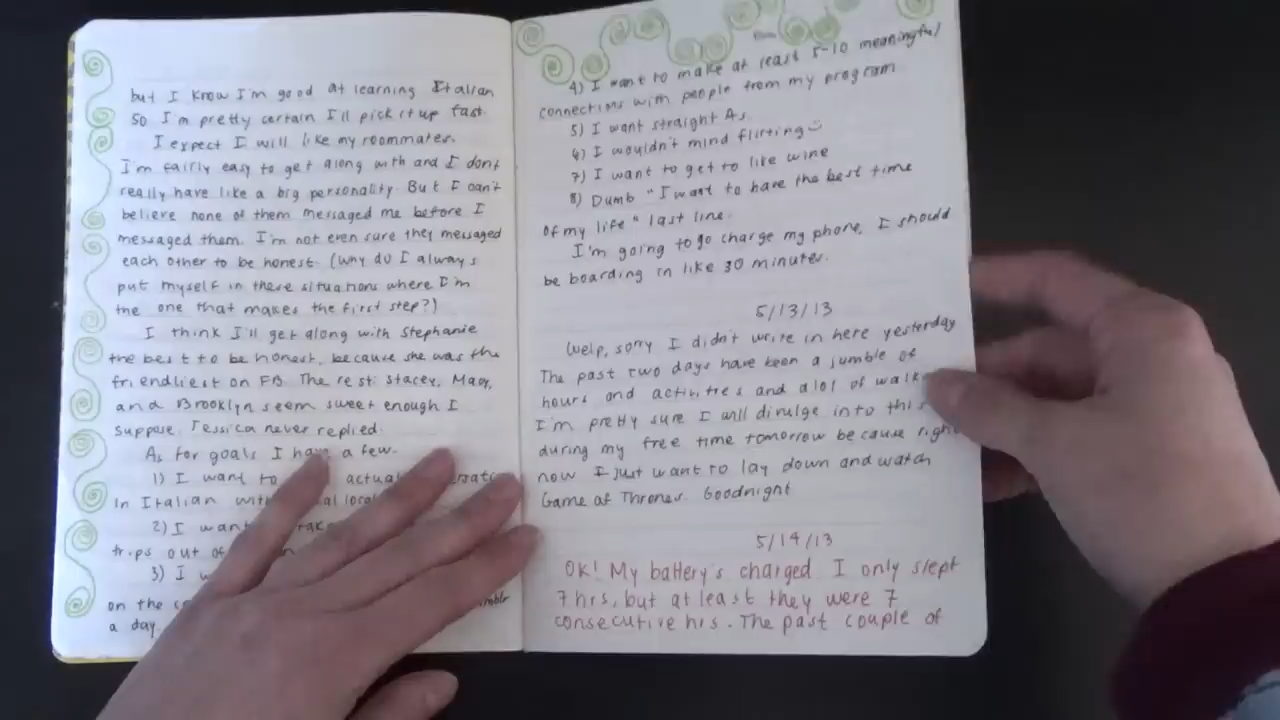 but I know I'm good at learning Italian
so I'm pretty certain I'll pick it up fast.
I expect I will like my roommates.
I'm fairly easy to get along with and I don't
really have like a big personality. But I can't
believe none of them messaged me before I
messaged them. I'm not even sure they messaged
each other to be honest. (Why do I always
put myself in these situations where I'm
the one that makes the first step?)
I think I'll get along with Stephanie
the best to be honest, because she was the
friendliest on FB. The rest: Stacey, Macy,
and Brooklyn seem sweet enough I
suppose. Jessica never replied.
As for goals I have a few.
1) I want to actual
In Italian with local
2) I want
trips out of
3) I w
on the
a day.
4) I want to make at least 5-10 meaningful
connections with people from my program
5) I want straight As.
6) I wouldn't mind flirting
7) I want to get to like wine
8) Dumb "I want to have the best time
of my life" last line.
I'm going to go charge my phone, I should
be boarding in like 30 minutes.
5/13/13
Welp, sorry I didn't write in here yesterday
The past two days have been a jumble of
hours and activities and alot of walk
I'm pretty sure I will divulge into this
during my free time tomorrow because right
now I just want to lay down and watch
Game of Thrones. Goodnight
5/14/13
OK! My battery's charged I only slept
7 hrs, but at least they were 7
consecutive hrs. The past couple of